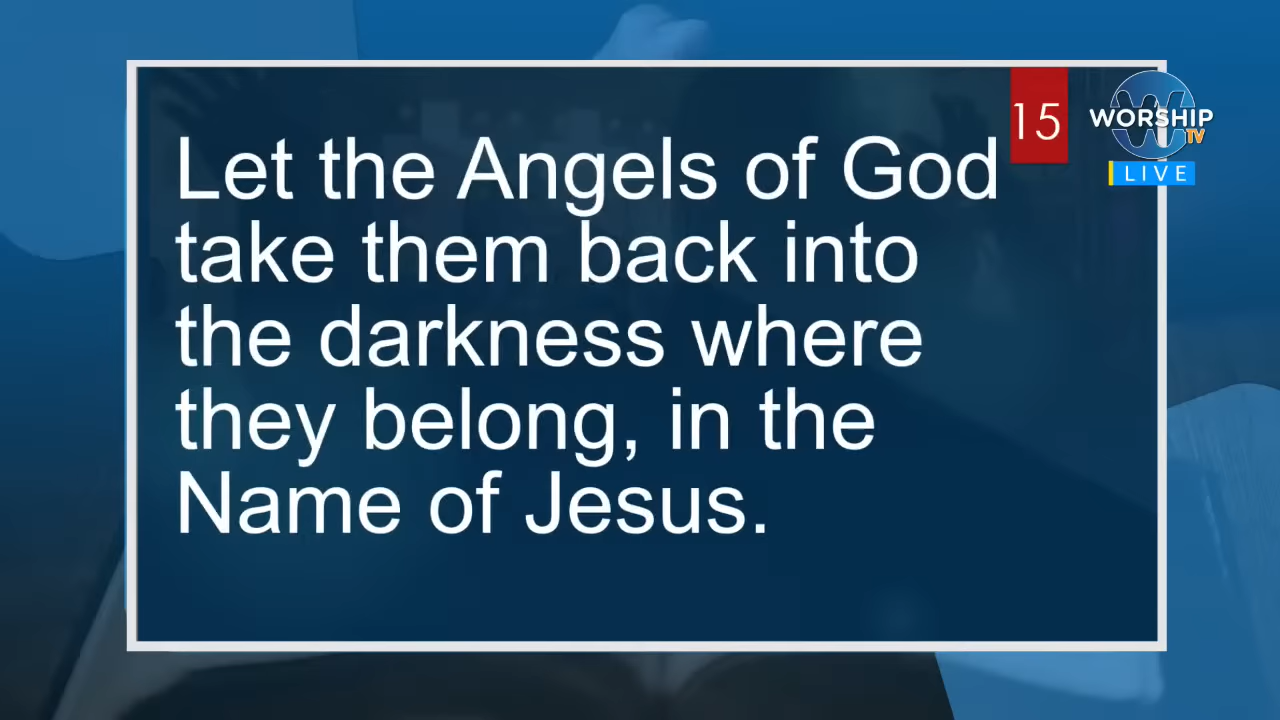 Let the Angels of God
take them back into
the darkness where
they belong, in the
Name of Jesus.
15
WORSHIP
TV
LIVE